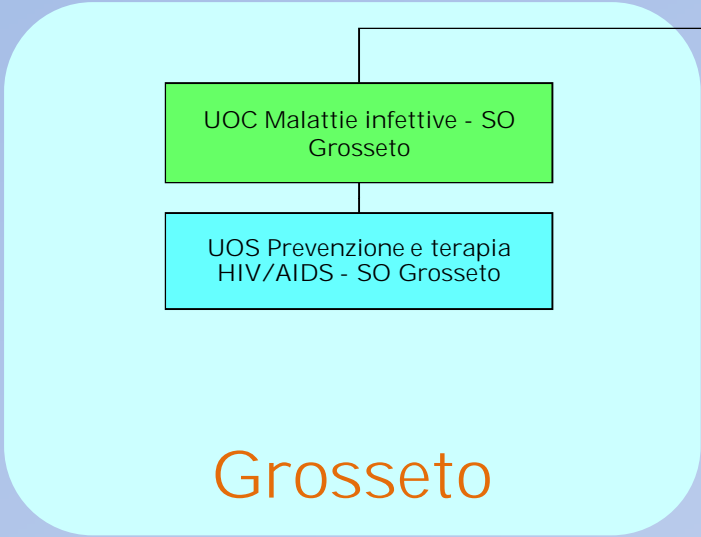 UOC Malattie infettive - SO
Grosseto
UOS Prevenzione e terapia
HIV/AIDS - SO Grosseto
Grosseto